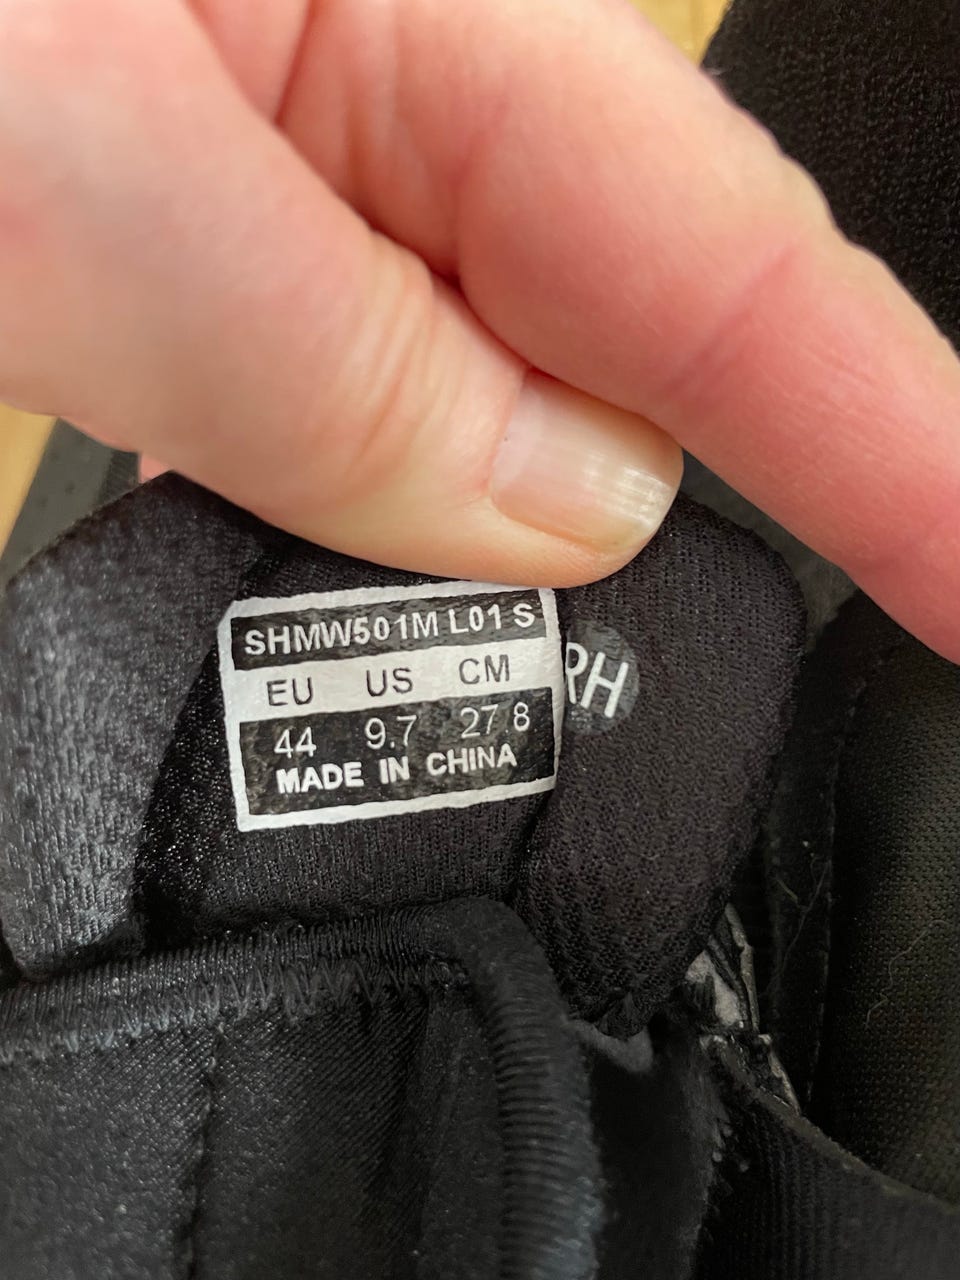 SHMW501M L01 S
EU US CM
44 9.7 27.8
MADE IN CHINA
RH